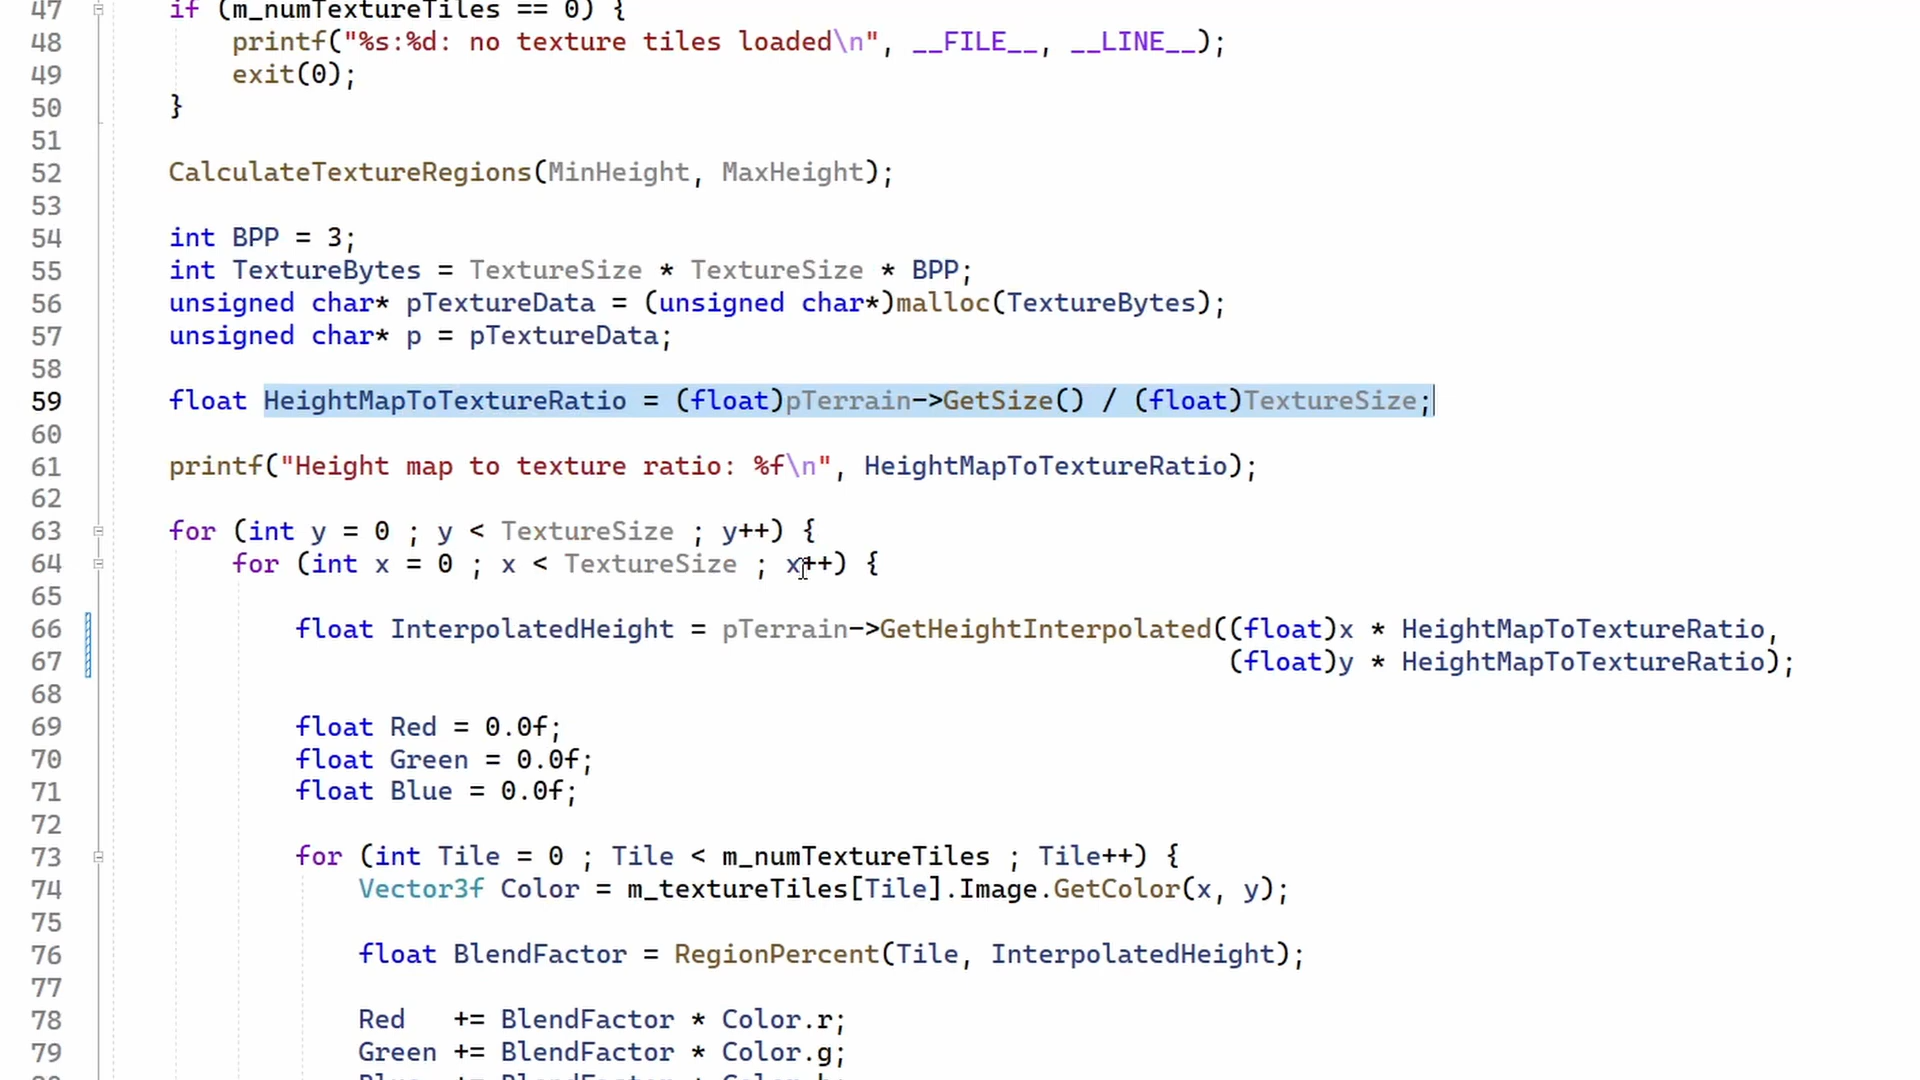 47 if (m_numTextureTiles == 0) {
48 printf("%s:%d: no texture tiles loaded\n", __FILE__, __LINE__);
49 exit(0);
50 }
51
52 CalculateTextureRegions(MinHeight, MaxHeight);
53
54 int BPP = 3;
55 int TextureBytes = TextureSize * TextureSize * BPP;
56 unsigned char* pTextureData = (unsigned char*)malloc(TextureBytes);
57 unsigned char* p = pTextureData;
58
59 float HeightMapToTextureRatio = (float)pTerrain->GetSize() / (float)TextureSize;
60
61 printf("Height map to texture ratio: %f\n", HeightMapToTextureRatio);
62
63 for (int y = 0 ; y < TextureSize ; y++) {
64 for (int x = 0 ; x < TextureSize ; x++) {
65
66 float InterpolatedHeight = pTerrain->GetHeightInterpolated((float)x * HeightMapToTextureRatio,
67 (float)y * HeightMapToTextureRatio);
68
69 float Red = 0.0f;
70 float Green = 0.0f;
71 float Blue = 0.0f;
72
73 for (int Tile = 0 ; Tile < m_numTextureTiles ; Tile++) {
74 Vector3f Color = m_textureTiles[Tile].Image.GetColor(x, y);
75
76 float BlendFactor = RegionPercent(Tile, InterpolatedHeight);
77
78 Red += BlendFactor * Color.r;
79 Green += BlendFactor * Color.g;